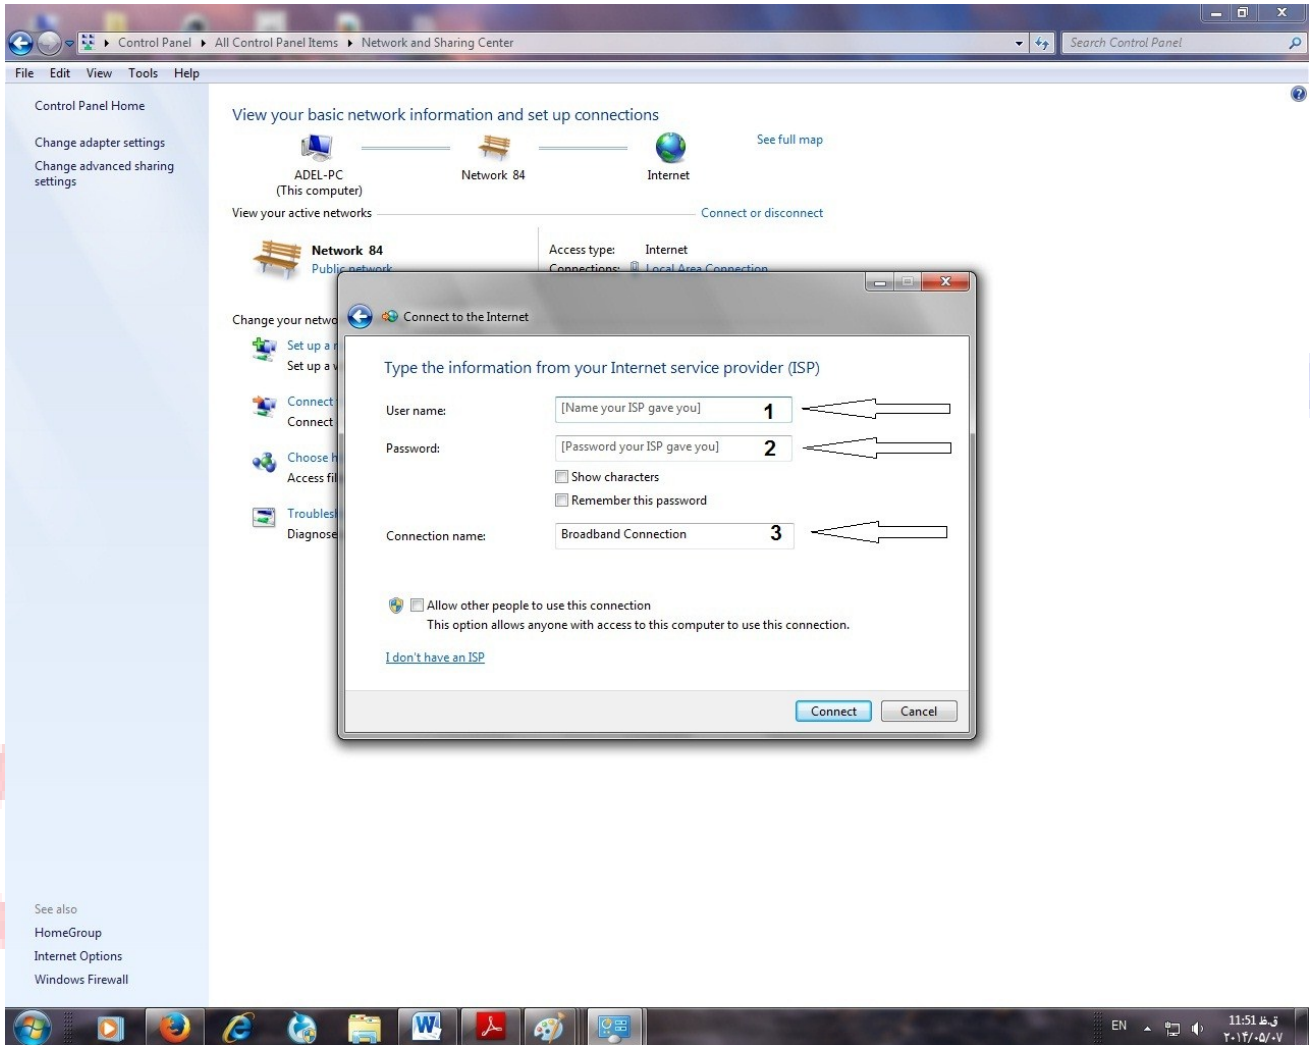 Control Panel ▸ All Control Panel Items ▸ Network and Sharing Center
Search Control Panel
File Edit View Tools Help
Control Panel Home
Change adapter settings
Change advanced sharing
settings
View your basic network information and set up connections
See full map
ADEL-PC
(This computer)
Network 84
Internet
View your active networks
Connect or disconnect
Network 84
Public network
Access type: Internet
Connections: Local Area Connection
Change your netwo
Set up a
Set up a
Connect
Connect
Choose h
Access fil
Troubles
Diagnose
Connect to the Internet
Type the information from your Internet service provider (ISP)
User name: [Name your ISP gave you] 1
Password: [Password your ISP gave you] 2
Show characters
Remember this password
Connection name: Broadband Connection 3
Allow other people to use this connection
This option allows anyone with access to this computer to use this connection.
I don't have an ISP
Connect Cancel
See also
HomeGroup
Internet Options
Windows Firewall
EN
11:51 ق.ظ
۲۰۱۴/۰۵/۰۷